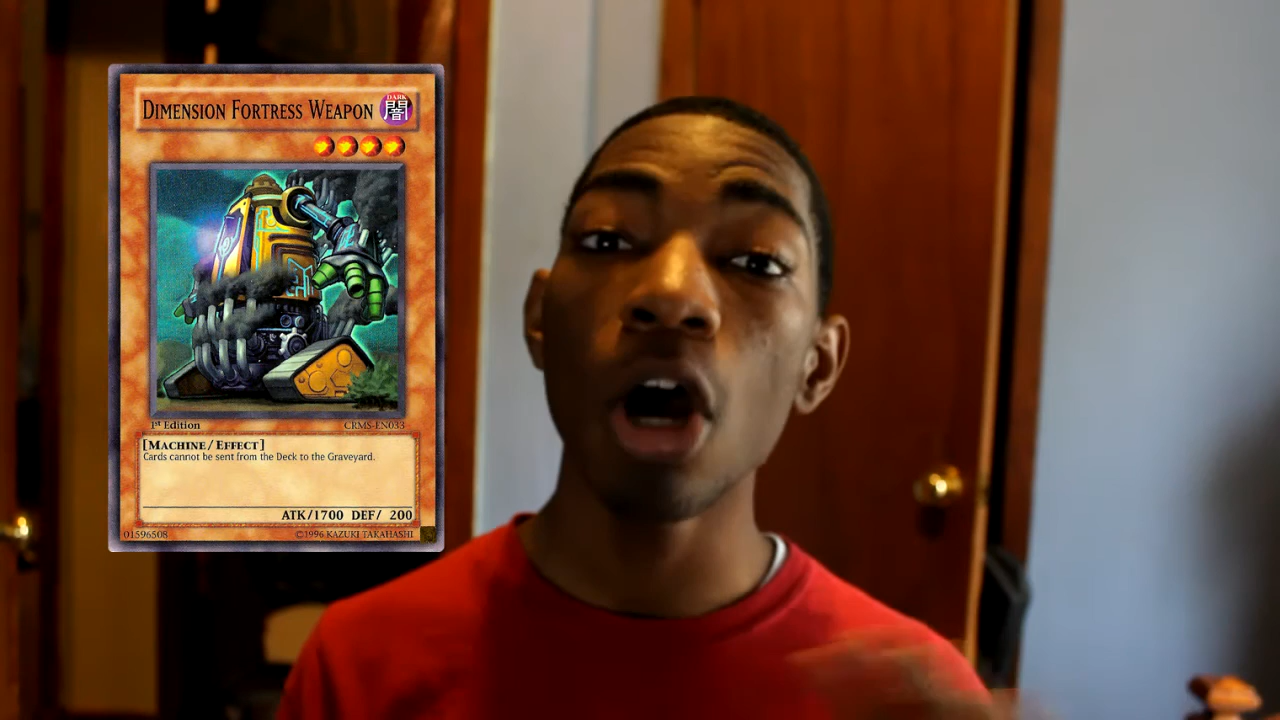 DIMENSION FORTRESS WEAPON
DARK
闇
1st Edition
CRMS-EN033
[MACHINE/EFFECT]
Cards cannot be sent from the Deck to the Graveyard.
ATK/1700 DEF/ 200
01596508
©1996 KAZUKI TAKAHASHI